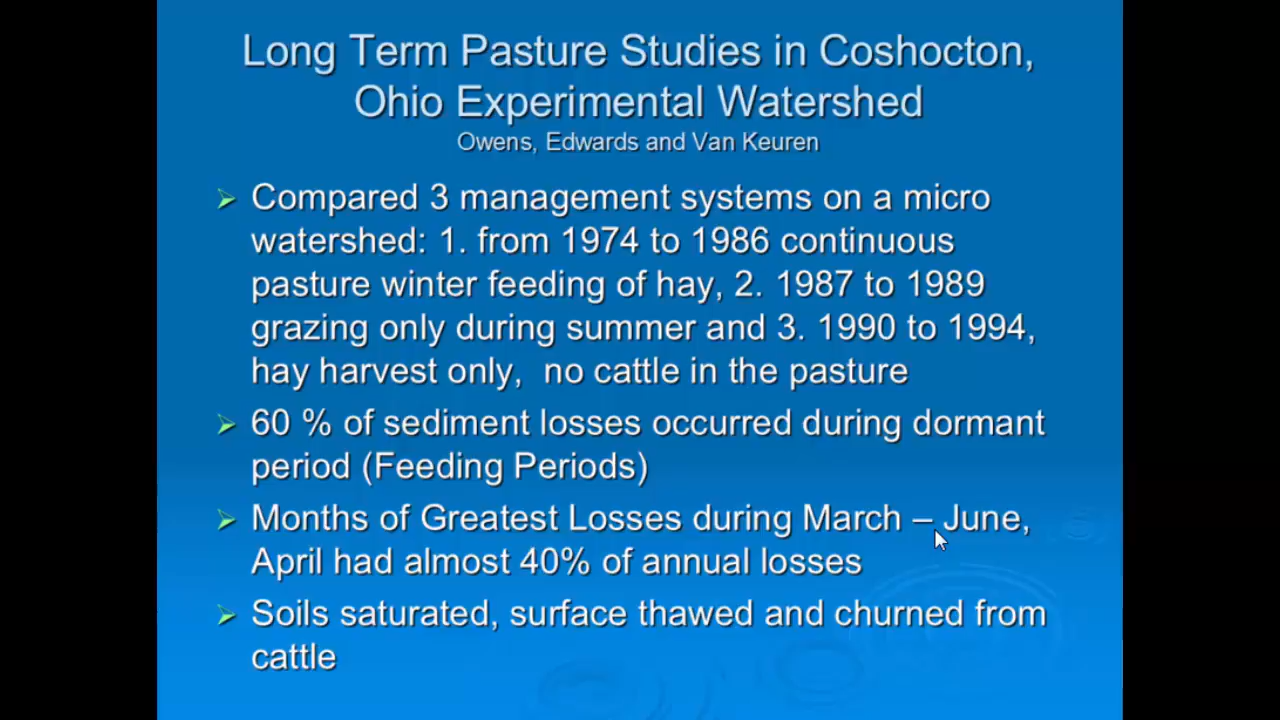 Long Term Pasture Studies in Coshocton,
Ohio Experimental Watershed
Owens, Edwards and Van Keuren
Compared 3 management systems on a micro
watershed: 1. from 1974 to 1986 continuous
pasture winter feeding of hay, 2. 1987 to 1989
grazing only during summer and 3. 1990 to 1994,
hay harvest only,  no cattle in the pasture
60 % of sediment losses occurred during dormant
period (Feeding Periods)
Months of Greatest Losses during March – June,
April had almost 40% of annual losses
Soils saturated, surface thawed and churned from
cattle